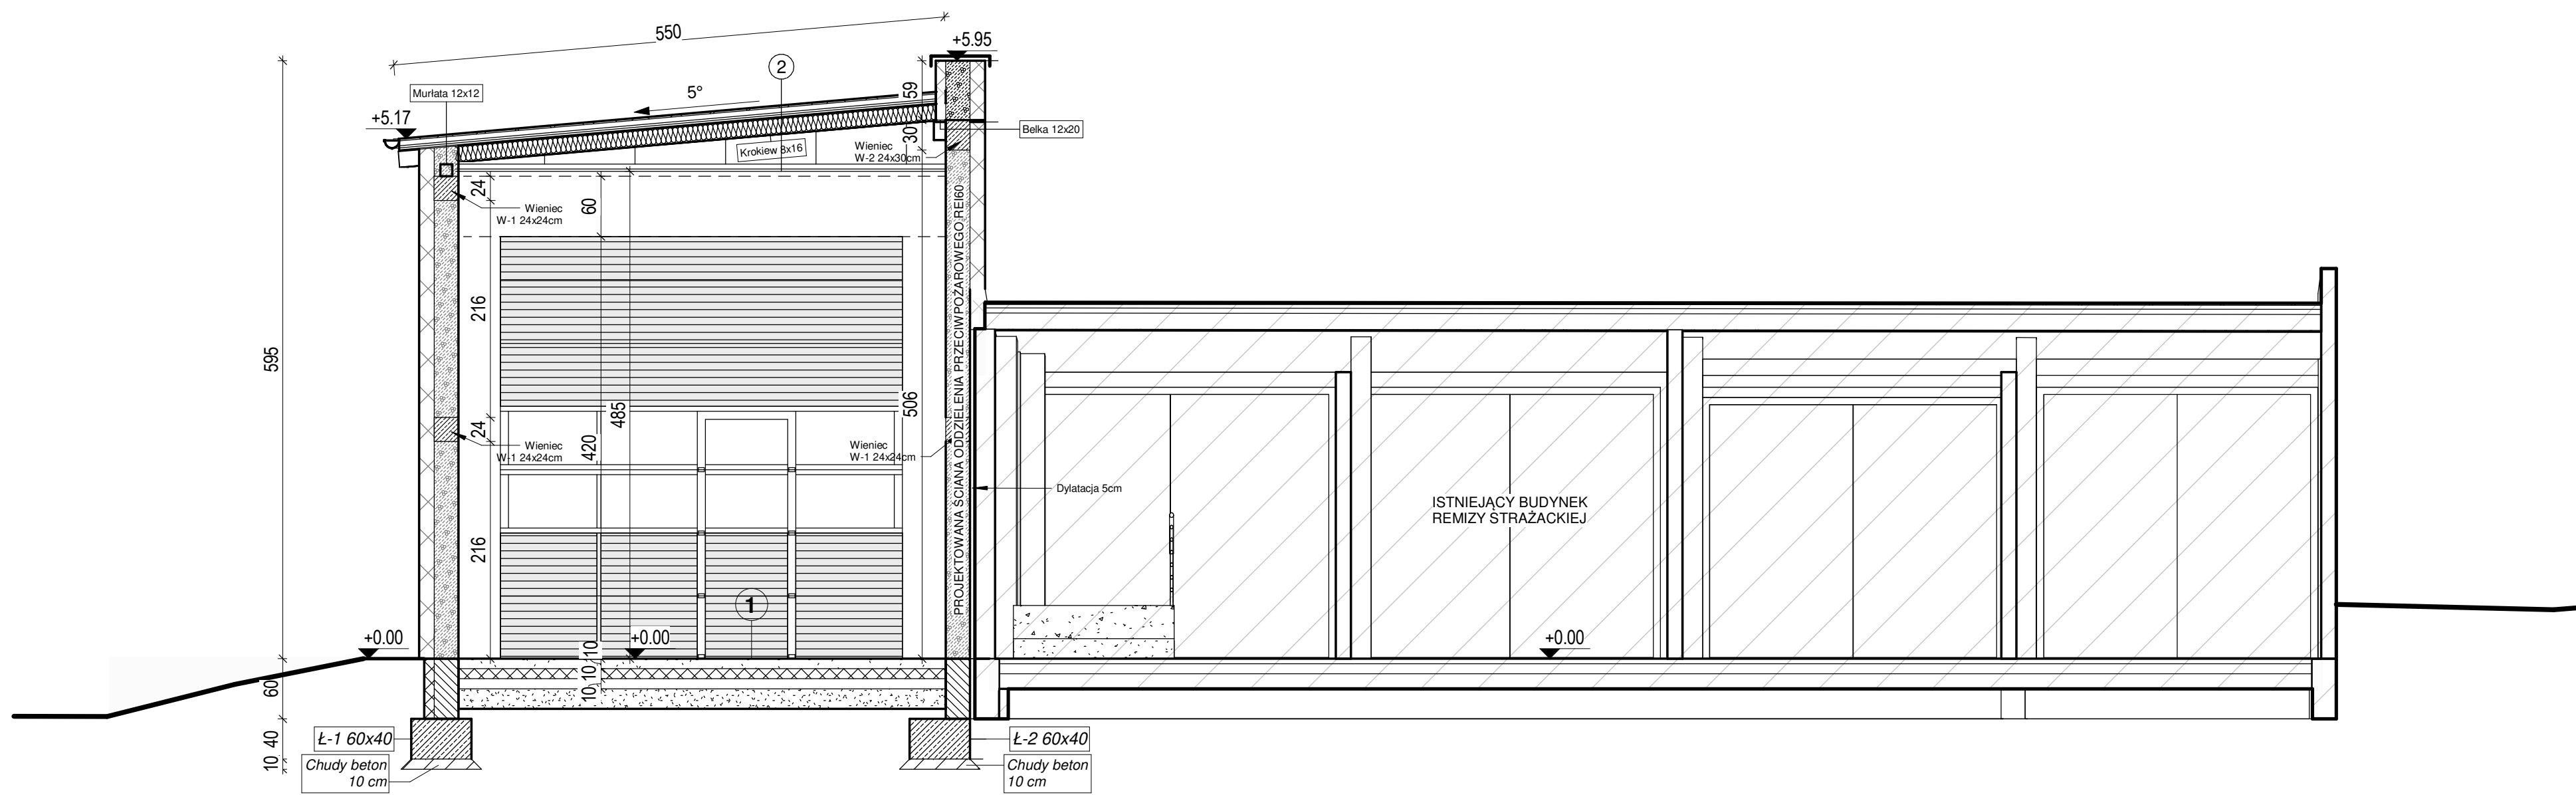 550
+5.95
2
59
Murłata 12x12
5°
+5.17
30
Belka 12x20
Krokiew 8x16
Wieniec
W-2 24x30cm
24
60
Wieniec
W-1 24x24cm
PROJEKTOWANA ŚCIANA ODDZIELENIA PRZECIWPOŻAROWEGO REI60
216
595
485
506
24
420
Wieniec
W-1 24x24cm
Wieniec
W-1 24x24cm
Dylatacja 5cm
ISTNIEJĄCY BUDYNEK
REMIZY STRAŻACKIEJ
216
1
+0.00
+0.00
+0.00
10
10
10
60
40
10
Ł-1 60x40
Chudy beton
10 cm
Ł-2 60x40
Chudy beton
10 cm